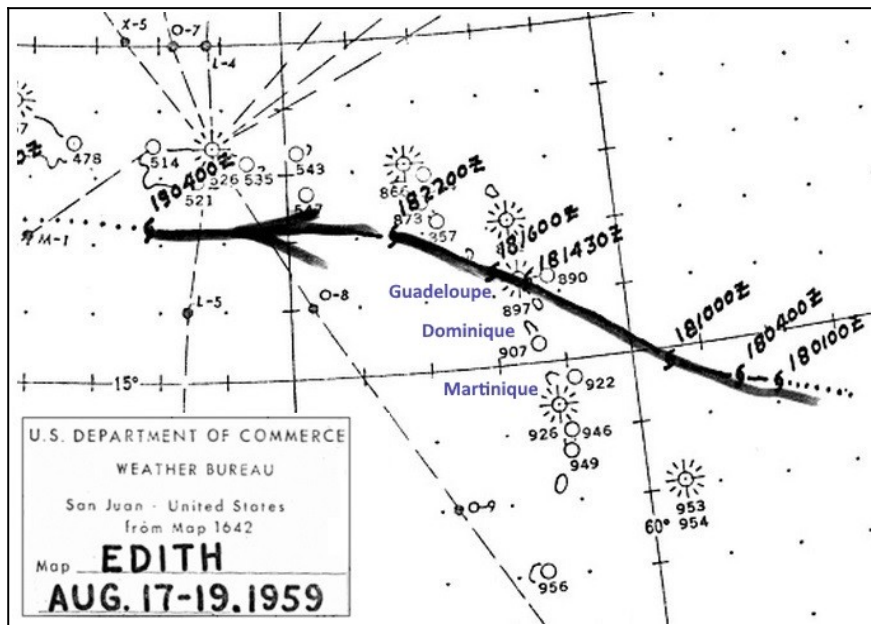 X-5
O-7
L-4
478
514
526
535
543
521
190400Z
866
873
857
182200Z
181600Z
181430Z
890
897
Guadeloupe
M-1
L-5
O-8
Dominique
907
181000Z
180400Z
180100Z
15°
Martinique
922
926
946
949
953
954
60°
O-9
956
U.S. DEPARTMENT OF COMMERCE
WEATHER BUREAU
San Juan - United States
from Map 1642
Map EDITH
AUG. 17-19.1959